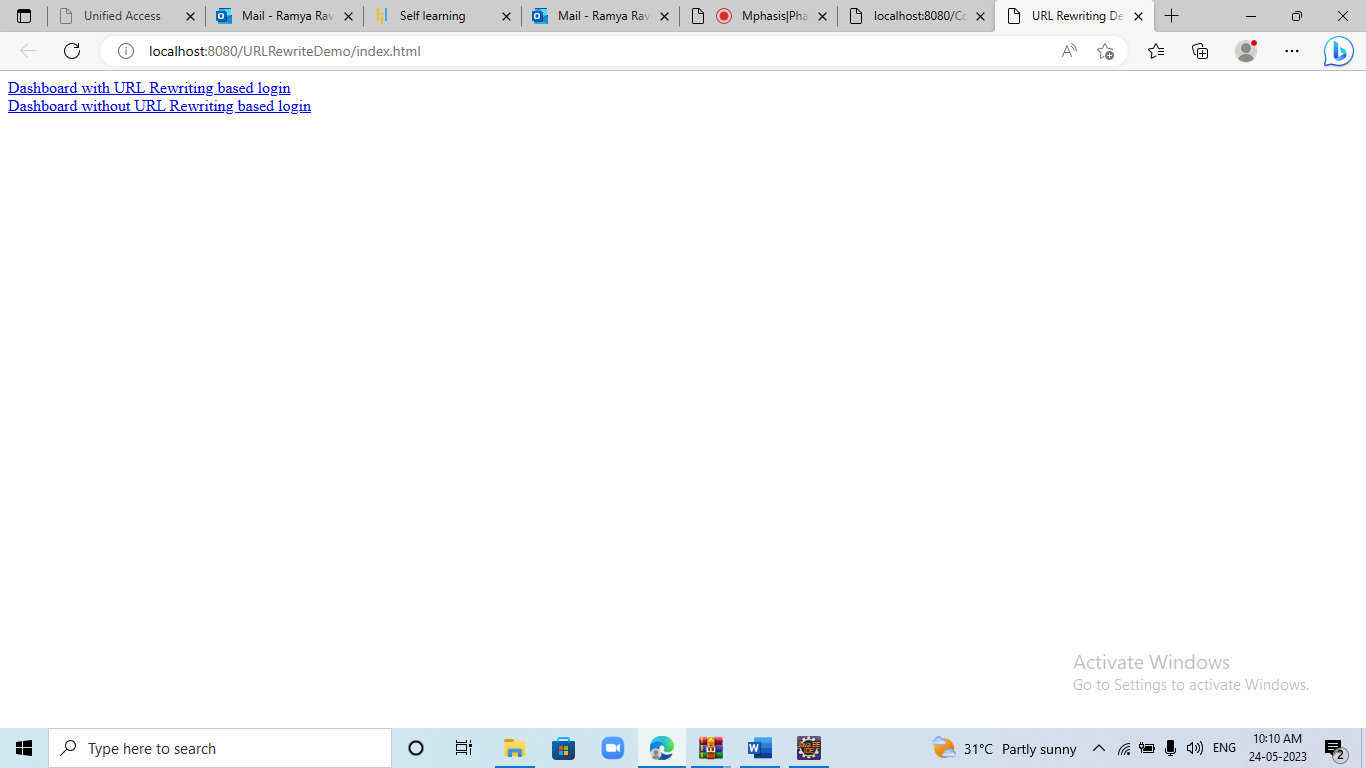 Unified Access
Mail - Ramya Rav
Self learning
Mail - Ramya Rav
Mphasis|Pha
localhost:8080/Co
URL Rewriting De
localhost:8080/URLRewriteDemo/index.html
Dashboard with URL Rewriting based login
Dashboard without URL Rewriting based login
Activate Windows
Go to Settings to activate Windows.
Type here to search
31°C Partly sunny
ENG
10:10 AM
24-05-2023
2